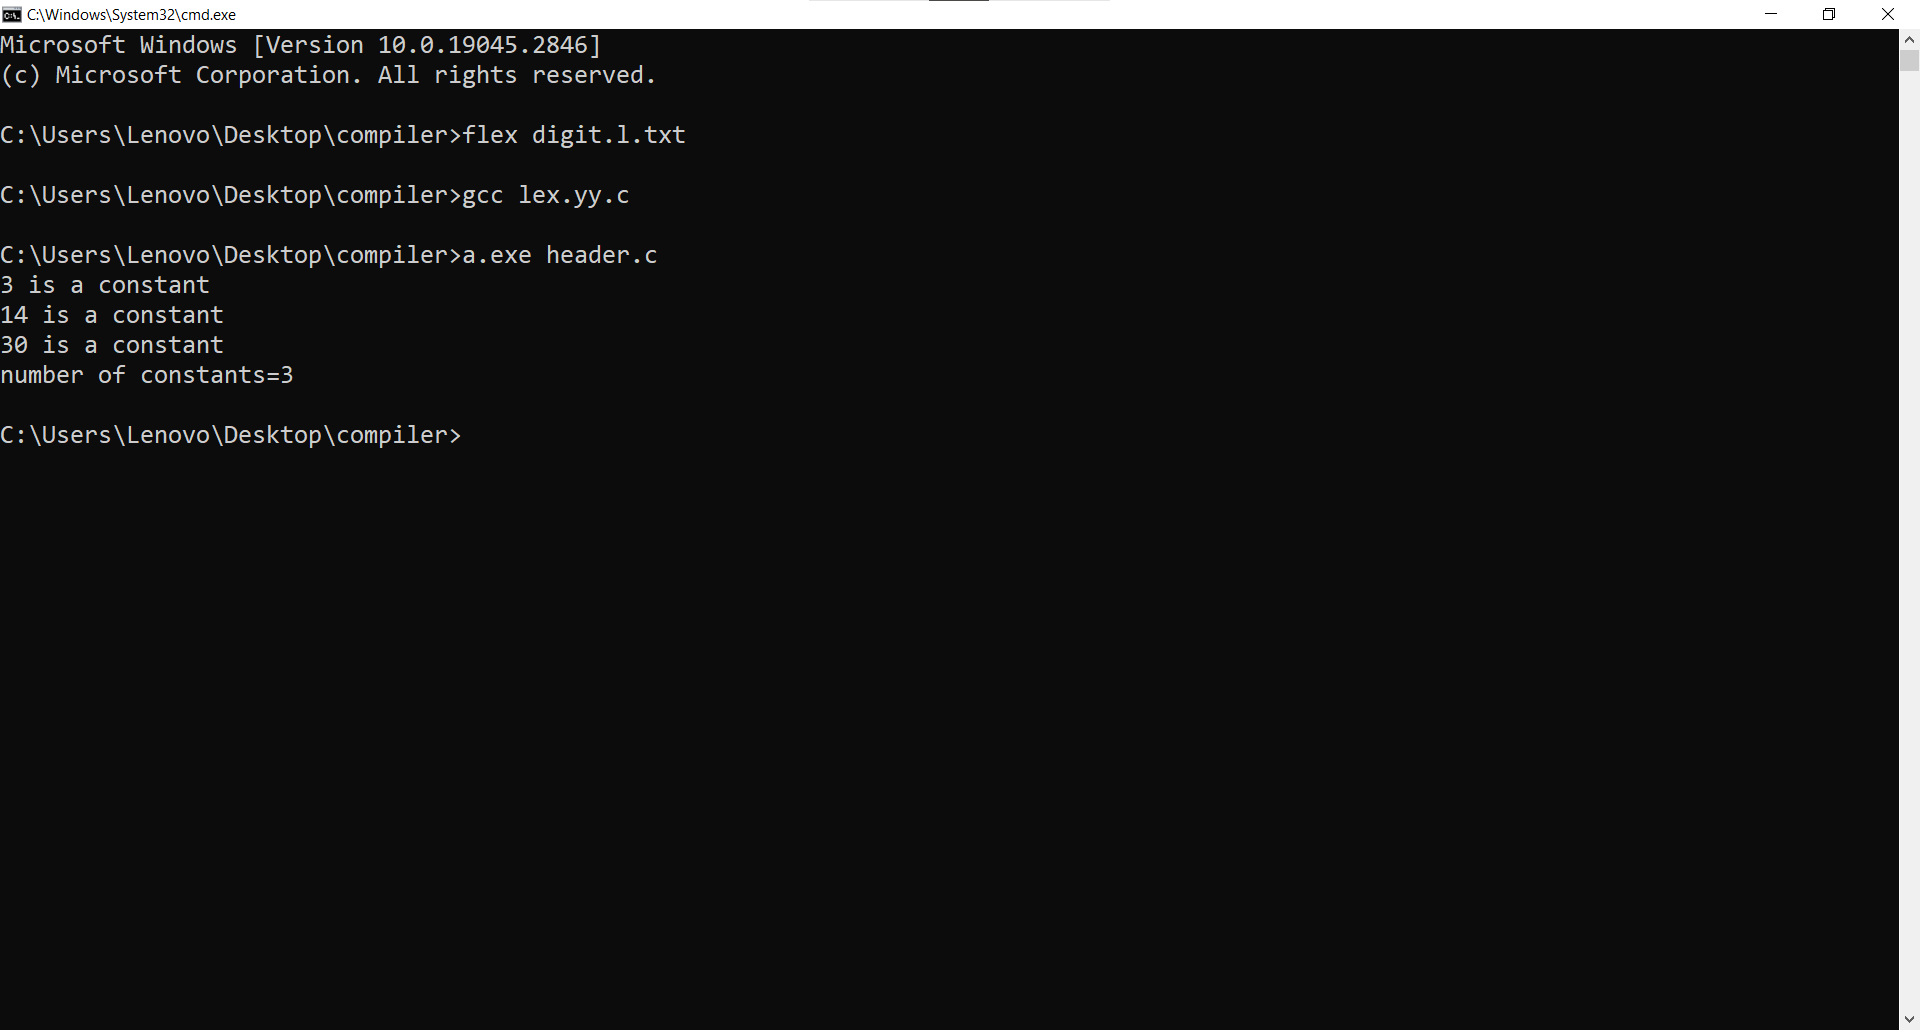 C:\Windows\System32\cmd.exe
Microsoft Windows [Version 10.0.19045.2846]
(c) Microsoft Corporation. All rights reserved.
C:\Users\Lenovo\Desktop\compiler>flex digit.l.txt
C:\Users\Lenovo\Desktop\compiler>gcc lex.yy.c
C:\Users\Lenovo\Desktop\compiler>a.exe header.c
3 is a constant
14 is a constant
30 is a constant
number of constants=3
C:\Users\Lenovo\Desktop\compiler>